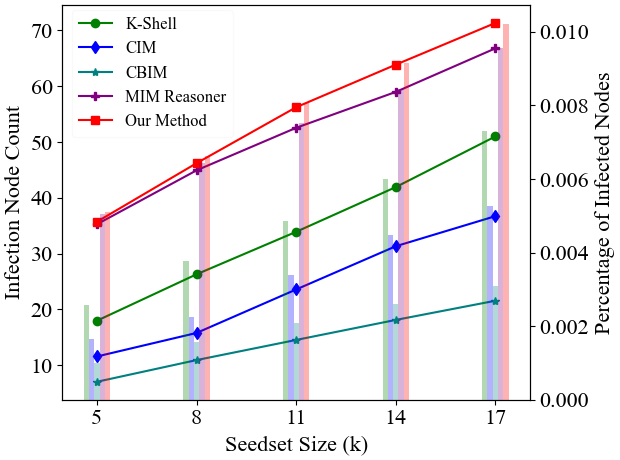 K-Shell
CIM
CBIM
MIM Reasoner
Our Method
Infection Node Count
70
60
50
40
30
20
10
0.010
0.008
0.006
0.004
0.002
0.000
Percentage of Infected Nodes
5 8 11 14 17
Seedset Size (k)